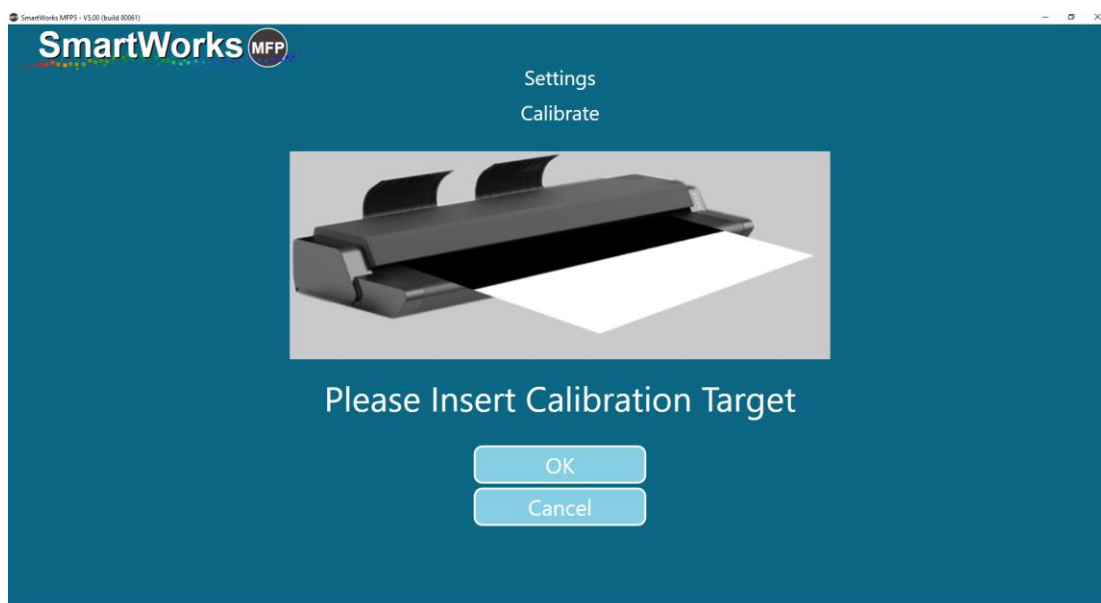 SmartWorks MFP5 - V5.00 (build 80061)
SmartWorks MFP
Settings
Calibrate
Please Insert Calibration Target
OK
Cancel